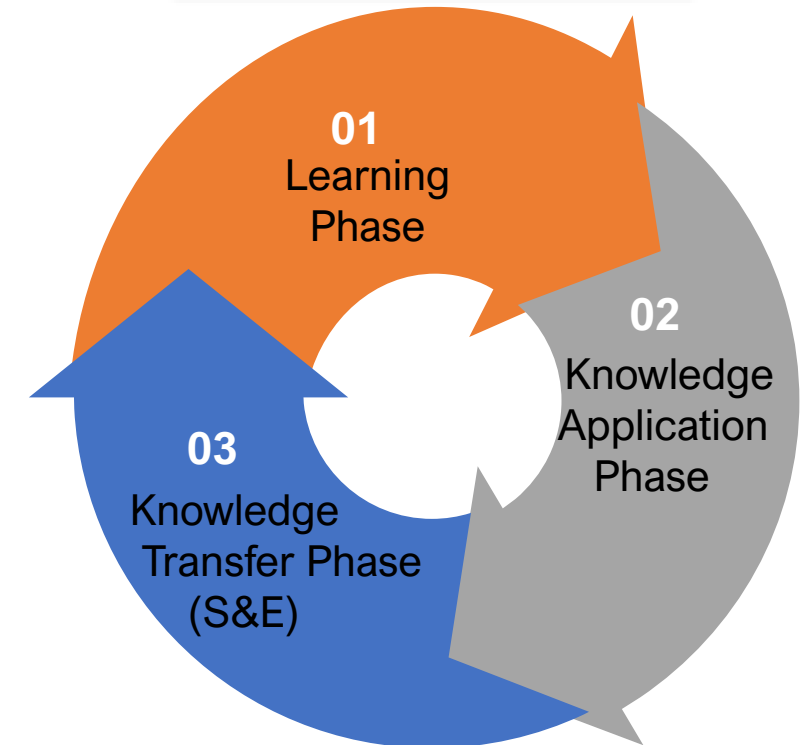 01
Learning
Phase
02
Knowledge
Application
Phase
03
Knowledge
Transfer Phase
(S&E)